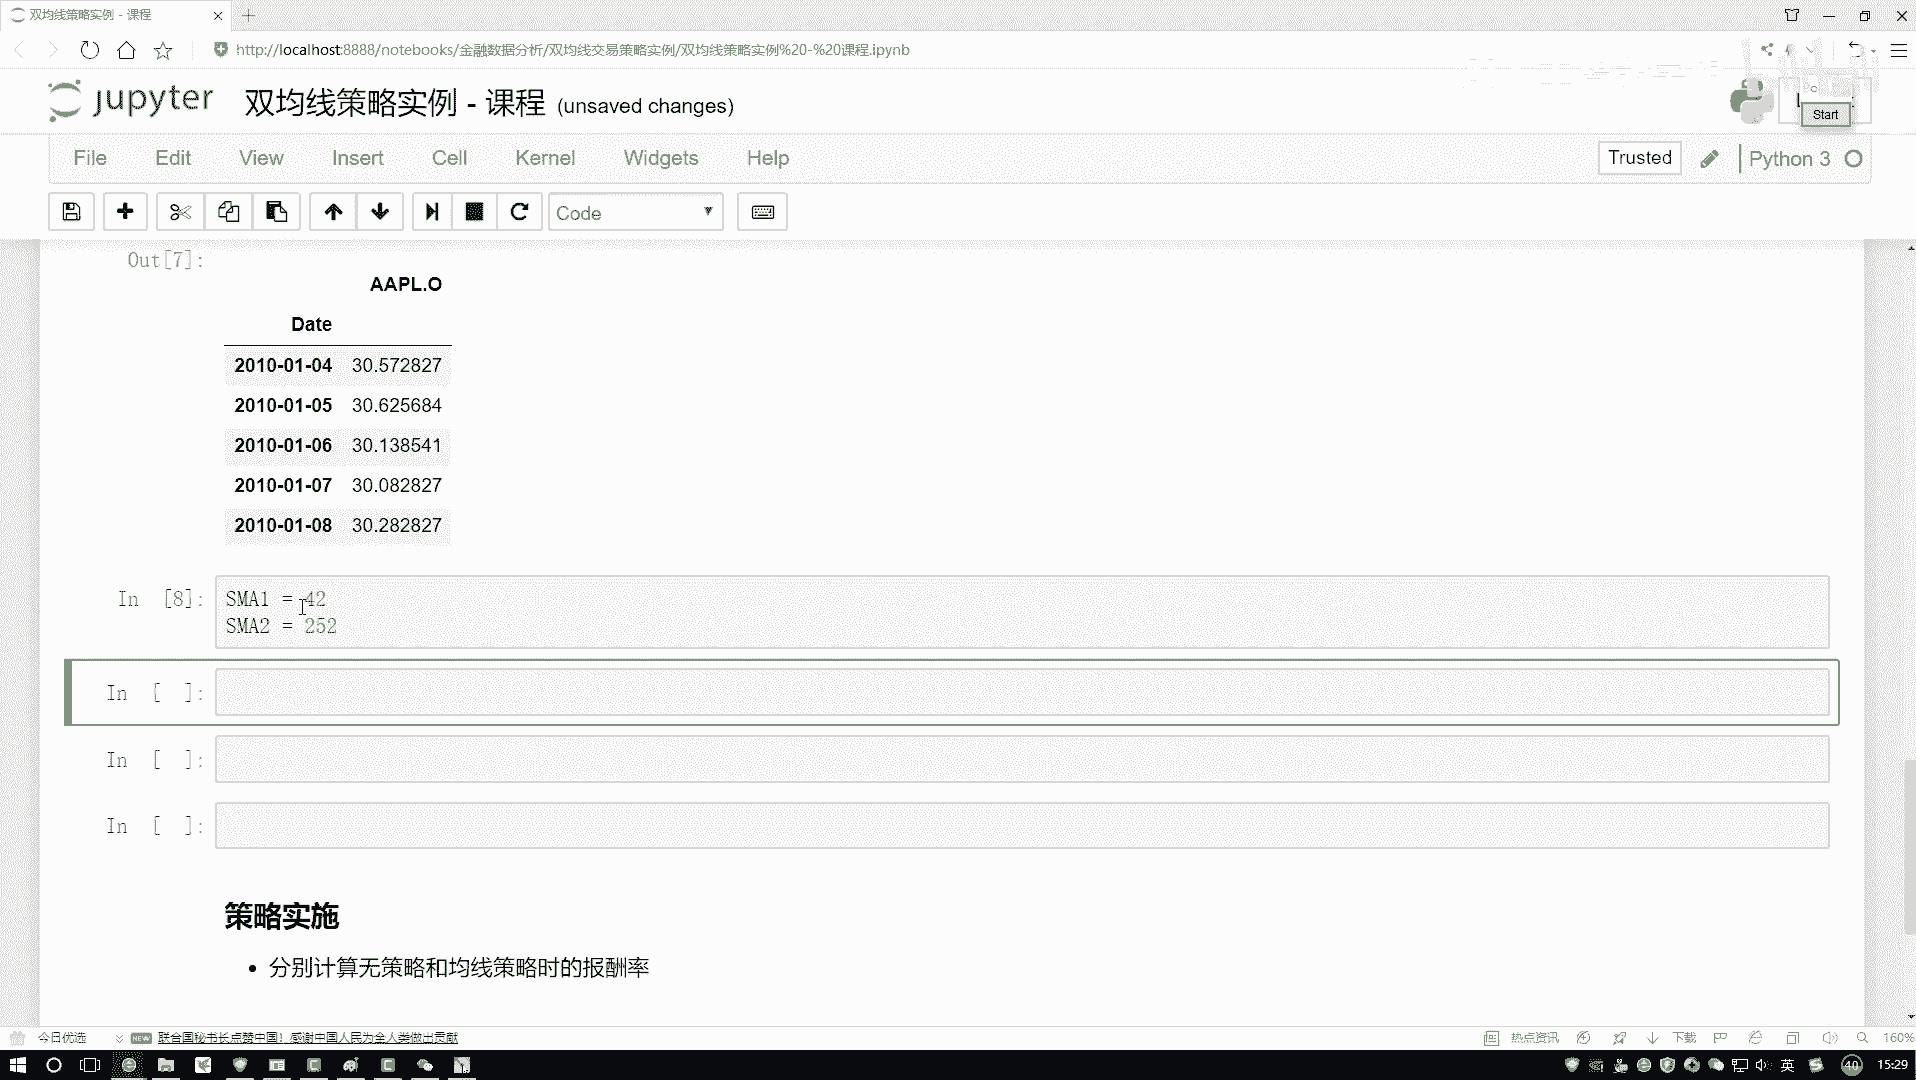 双均线策略实例 - 课程
http://localhost:8888/notebooks/金融数据分析/双均线交易策略实例/双均线策略实例%20-%20课程.ipynb
jupyter 双均线策略实例 - 课程 (unsaved changes)
Start
File Edit View Insert Cell Kernel Widgets Help
Trusted Python 3
Code
Out[7]:
AAPL.O
Date
2010-01-04 30.572827
2010-01-05 30.625684
2010-01-06 30.138541
2010-01-07 30.082827
2010-01-08 30.282827
In [8]: SMA1 = 42
SMA2 = 252
In [ ]:
In [ ]:
In [ ]:
策略实施
• 分别计算无策略和均线策略时的报酬率
今日优选 NEW 联合国秘书长点赞中国！感谢中国人民为全人类做出贡献
热点资讯 下载 160%
英 40 15:29